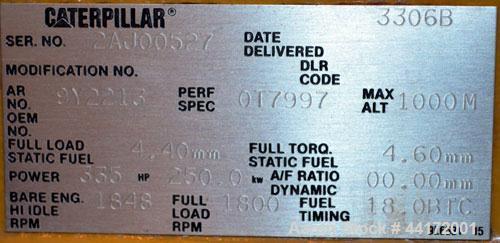 CATERPILLAR® 3306B
SER. NO. 2AJ00527 DATE DELIVERED
MODIFICATION NO. DLR CODE
AR NO. 9Y2213 PERF SPEC 0T7997 MAX ALT 1000M
OEM NO.
FULL LOAD STATIC FUEL 4.40mm FULL TORQ. STATIC FUEL 4.60mm
POWER 335 HP 250.0 kw A/F RATIO DYNAMIC 00.00mm
BARE ENG. HI IDLE RPM 1848 FULL LOAD RPM 1800 FUEL TIMING 18.0BTC